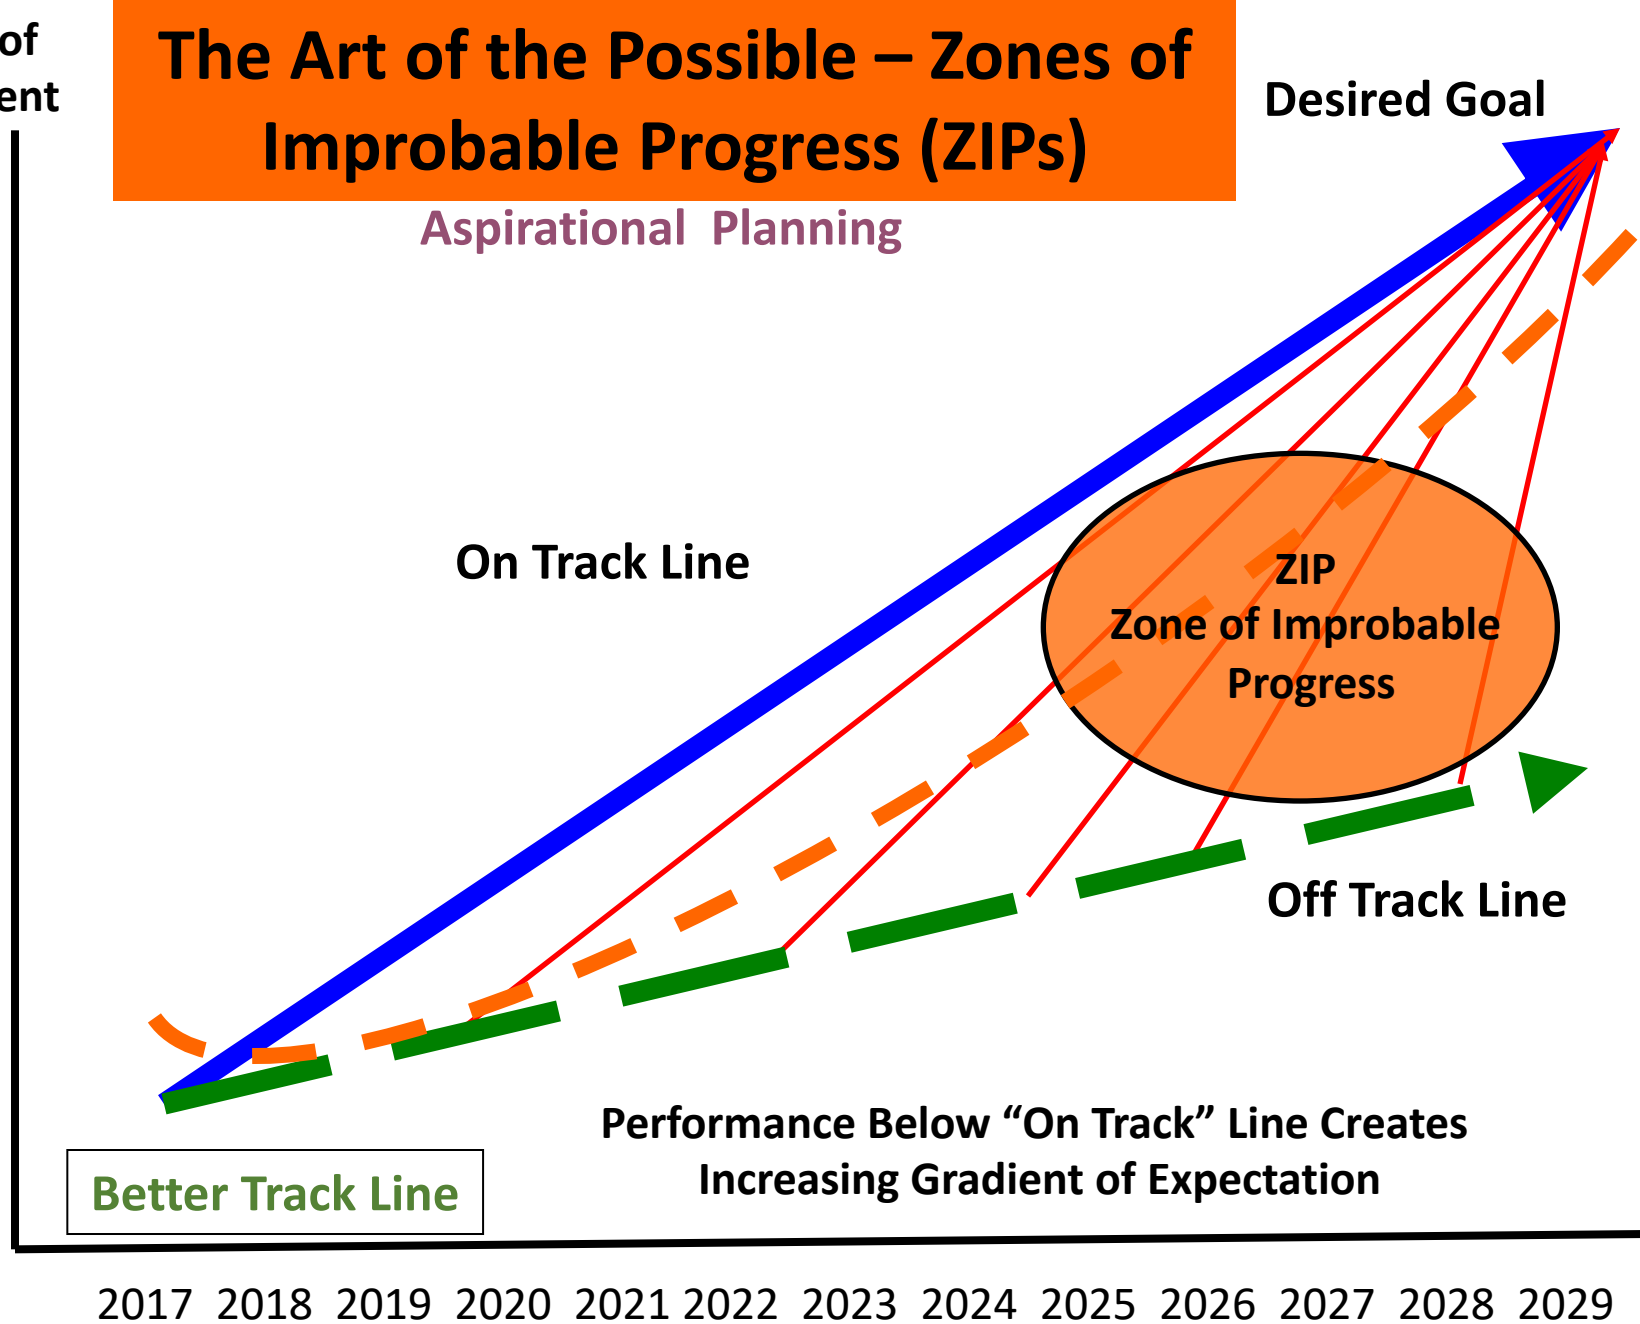 of
The Art of the Possible – Zones of
Improbable Progress (ZIPs)
Desired Goal
Aspirational Planning
On Track Line
ZIP
Zone of Improbable
Progress
Off Track Line
Performance Below “On Track” Line Creates
Increasing Gradient of Expectation
Better Track Line
2017 2018 2019 2020 2021 2022 2023 2024 2025 2026 2027 2028 2029